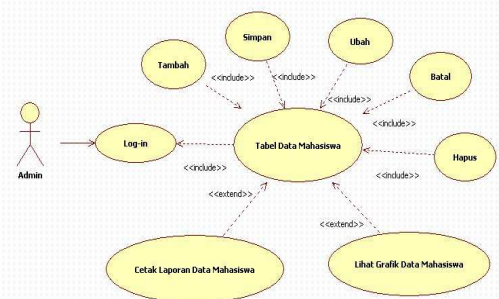 Simpan
Ubah
Tambah
Batal
<<include>>
<<include>>
<<include>>
<<include>>
Log-in
Tabel Data Mahasiswa
Hapus
Admin
<<include>>
<<include>>
<<extend>>
<<extend>>
Cetak Laporan Data Mahasiswa
Lihat Grafik Data Mahasiswa